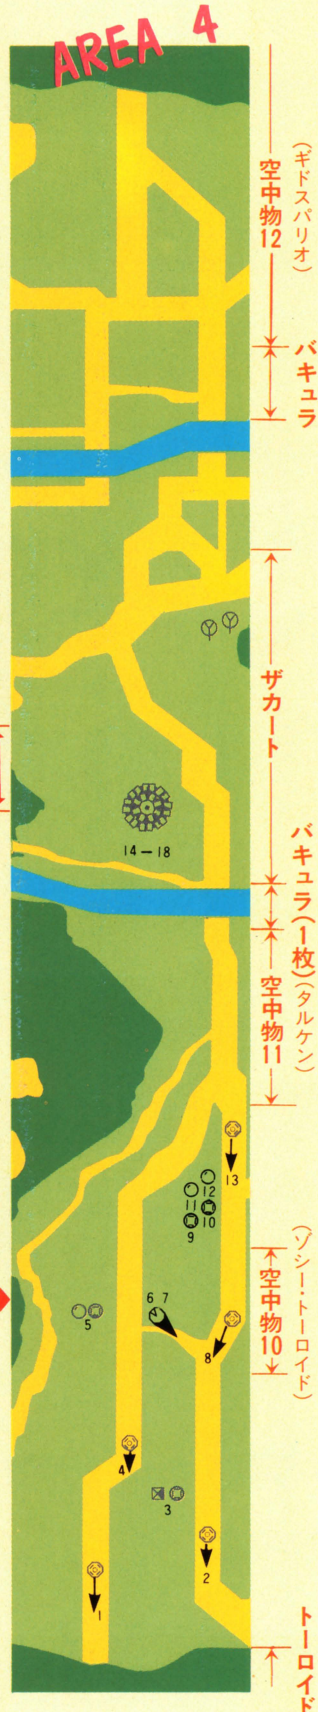 AREA 4
空中物12
(ギドスパリオ)
バキュラ
ザカート
14-18
バキュラ(1枚)
空中物11
(タルケン)
13
12
11
10
9
空中物10
(ゾシー・トーロイド)
6 7
5
8
4
3
2
1
トーロイド